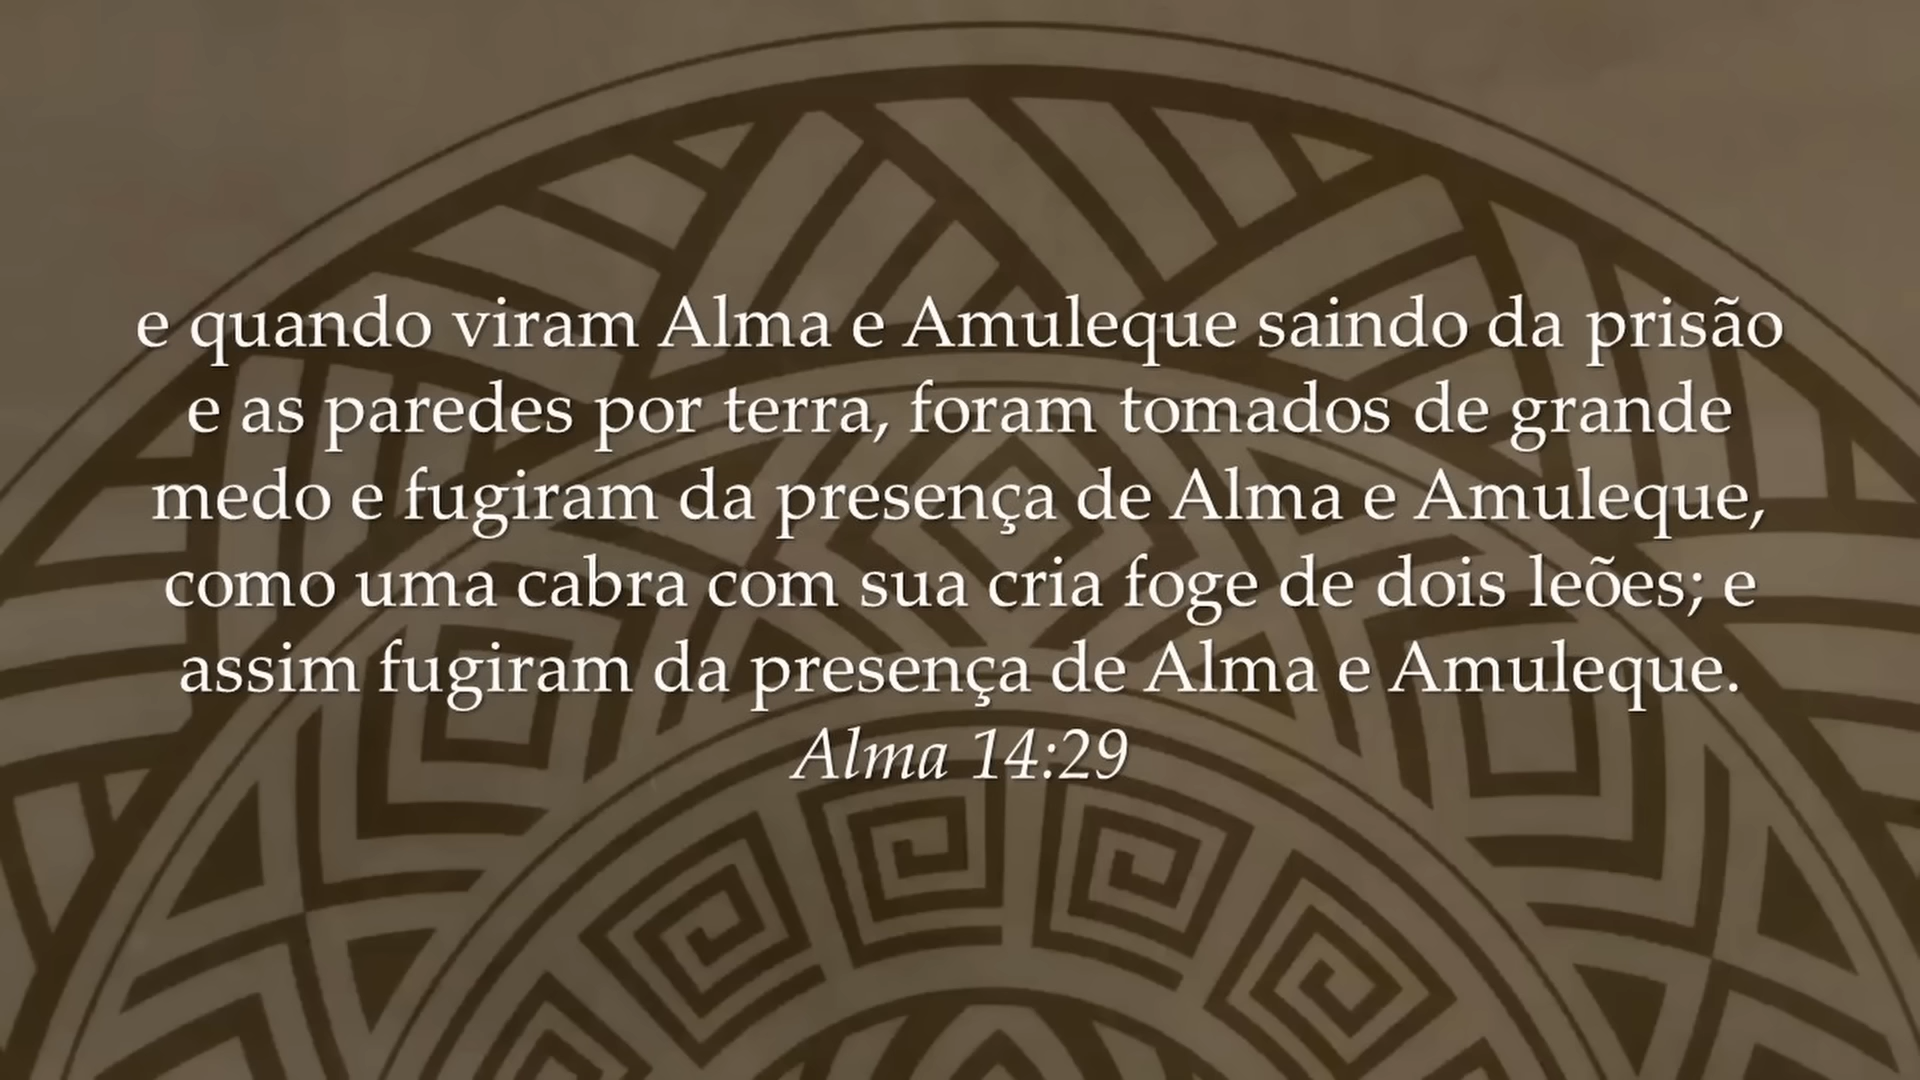 e quando viram Alma e Amuleque saindo da prisão
e as paredes por terra, foram tomados de grande
medo e fugiram da presença de Alma e Amuleque,
como uma cabra com sua cria foge de dois leões; e
assim fugiram da presença de Alma e Amuleque.
Alma 14:29